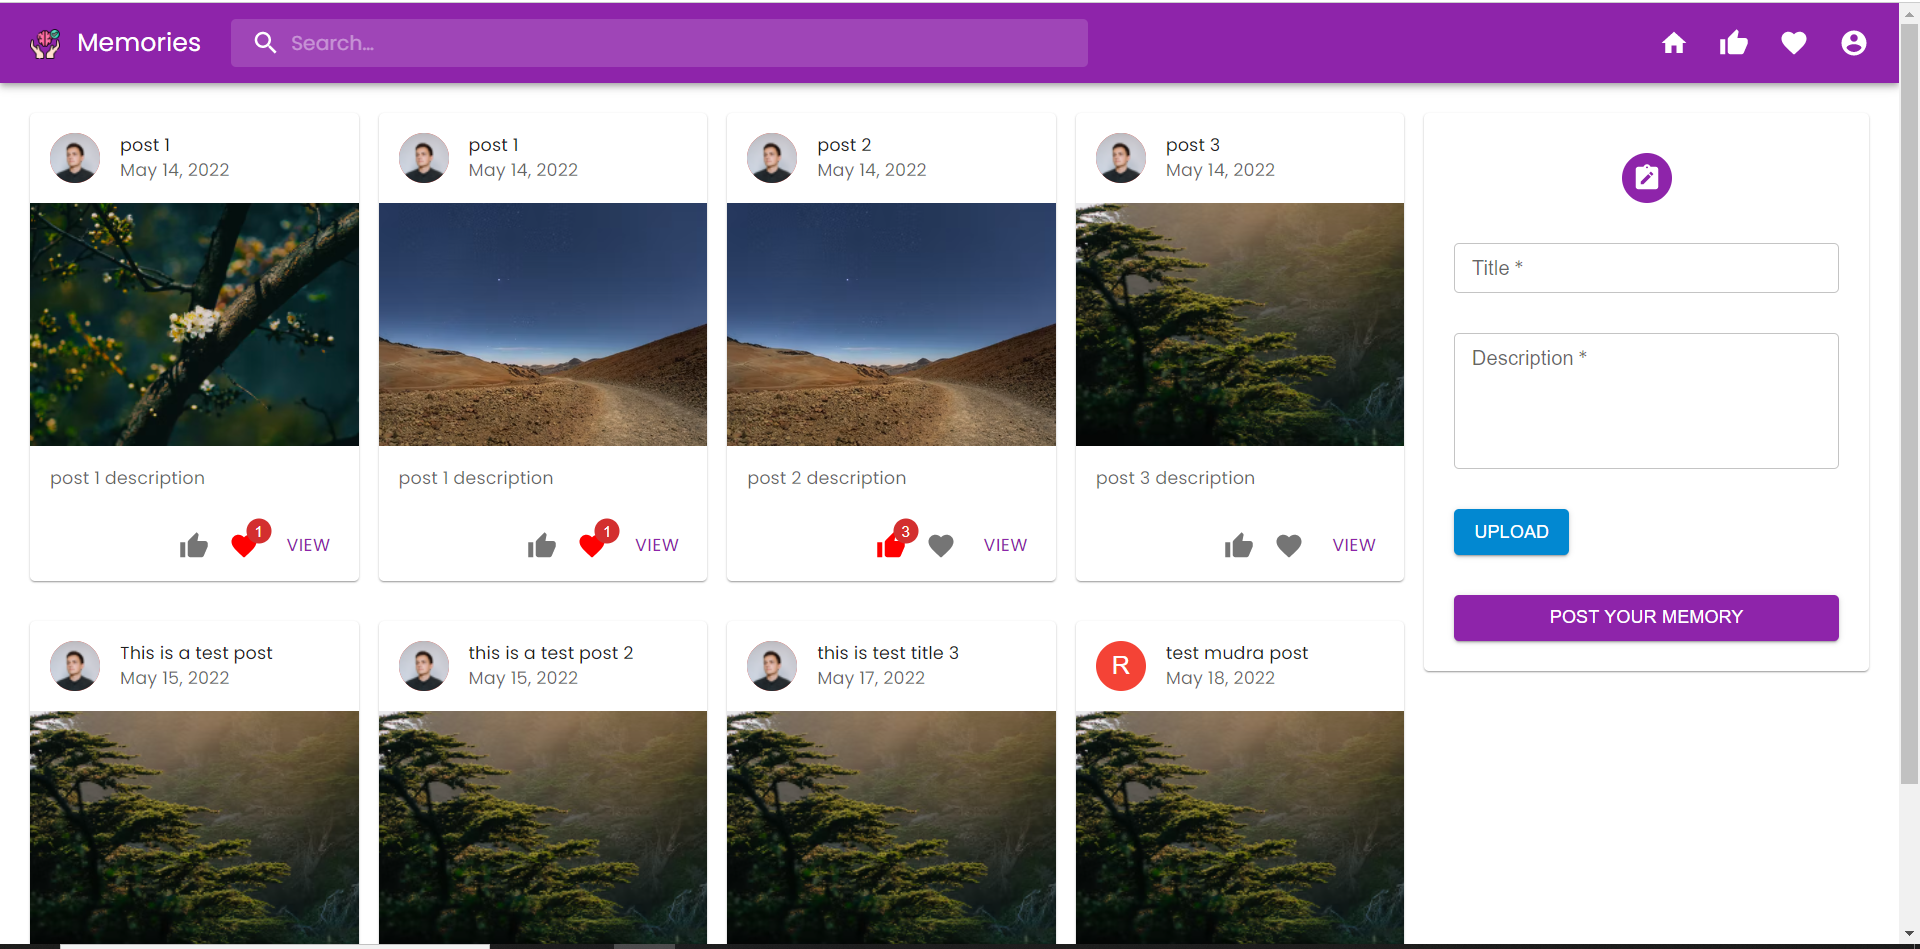 Memories
Search...
post 1
May 14, 2022
post 1 description
1
VIEW
post 1
May 14, 2022
post 1 description
1
VIEW
post 2
May 14, 2022
post 2 description
3
VIEW
post 3
May 14, 2022
post 3 description
VIEW
Title *
Description *
UPLOAD
POST YOUR MEMORY
This is a test post
May 15, 2022
this is a test post 2
May 15, 2022
this is test title 3
May 17, 2022
R
test mudra post
May 18, 2022